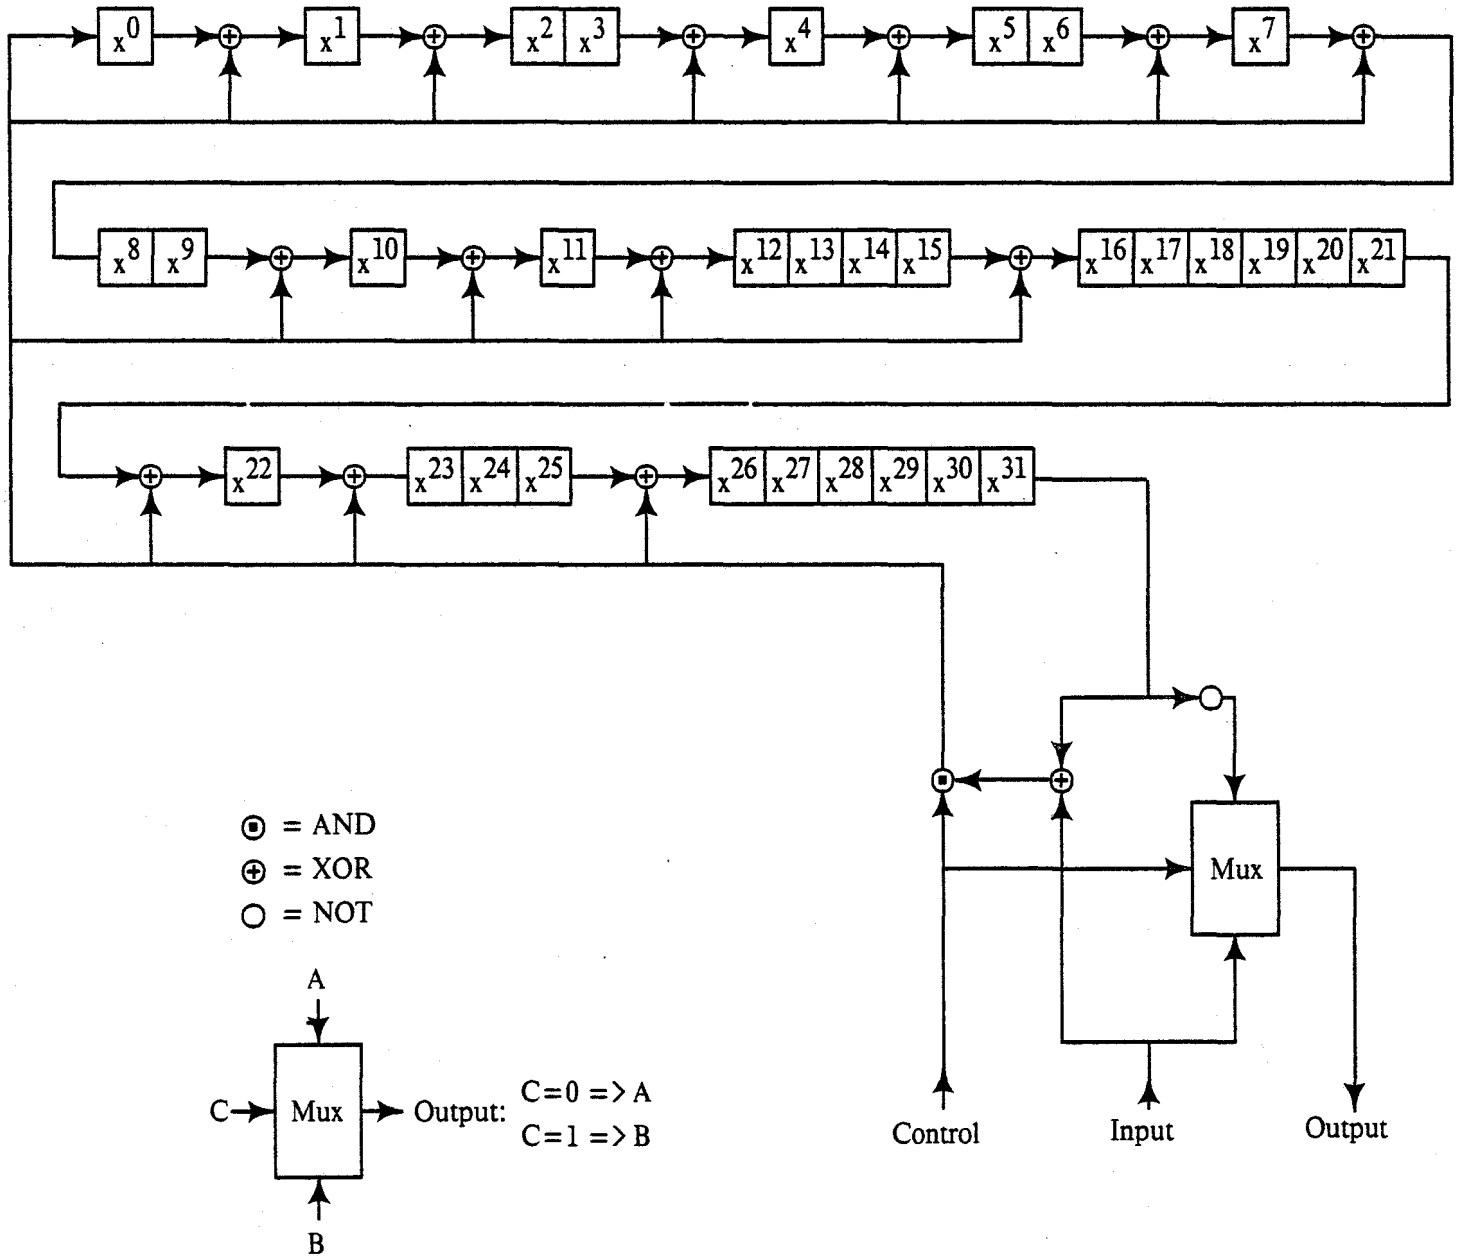 x⁰ x¹ x² x³ x⁴ x⁵ x⁶ x⁷
x⁸ x⁹ x¹⁰ x¹¹ x¹² x¹³ x¹⁴ x¹⁵ x¹⁶ x¹⁷ x¹⁸ x¹⁹ x²⁰ x²¹
x²² x²³ x²⁴ x²⁵ x²⁶ x²⁷ x²⁸ x²⁹ x³⁰ x³¹
= AND
= XOR
= NOT
Mux
A
C Mux Output: C=0 => A
C=1 => B
B
Control Input Output